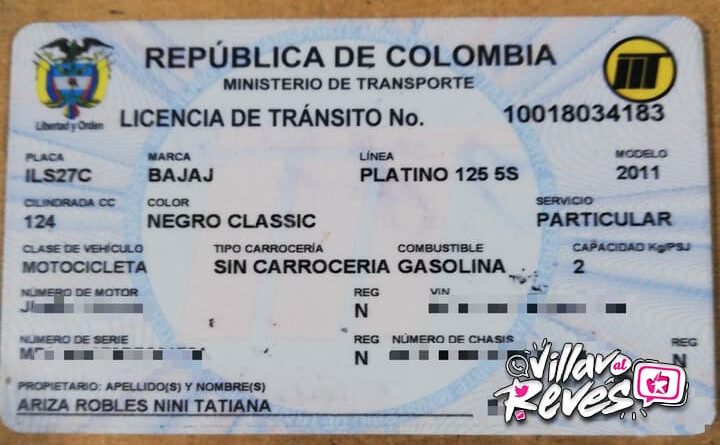 REPÚBLICA DE COLOMBIA
MINISTERIO DE TRANSPORTE
Libertad y Orden
LICENCIA DE TRÁNSITO No. 10018034183
PLACA MARCA LÍNEA MODELO
ILS27C BAJAJ PLATINO 125 5S 2011
CILINDRADA CC COLOR SERVICIO
124 NEGRO CLASSIC PARTICULAR
CLASE DE VEHÍCULO TIPO CARROCERÍA COMBUSTIBLE CAPACIDAD Kg/PSJ
MOTOCICLETA SIN CARROCERIA GASOLINA 2
NÚMERO DE MOTOR REG VIN
N
NÚMERO DE SERIE REG NÚMERO DE CHASIS REG
N N
PROPIETARIO: APELLIDO(S) Y NOMBRE(S)
ARIZA ROBLES NINI TATIANA
Villavo al
Reves